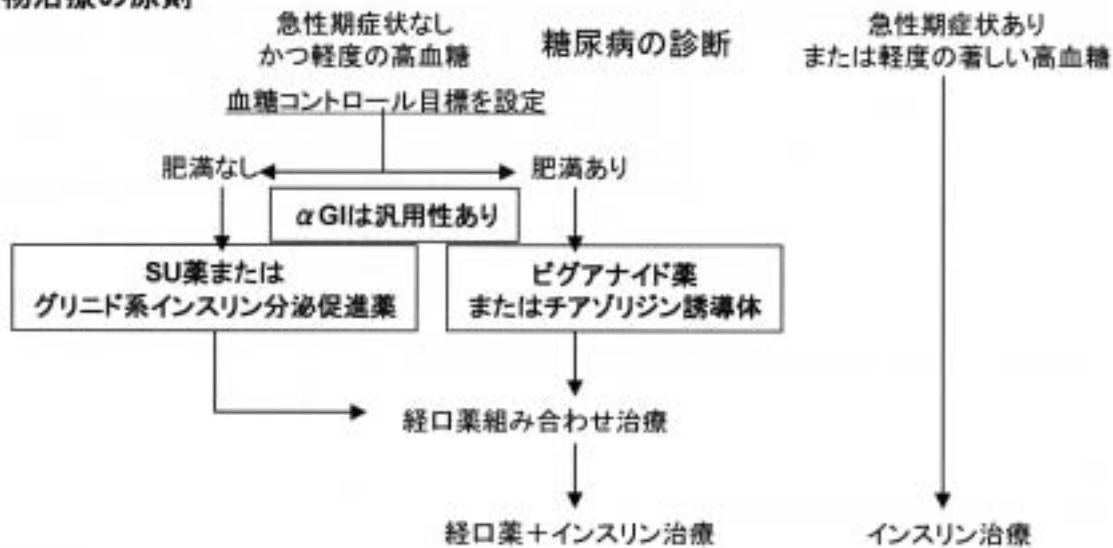 物治療の原則
急性期症状なし
かつ軽度の高血糖
糖尿病の診断
急性期症状あり
または軽度の著しい高血糖
血糖コントロール目標を設定
肥満なし
肥満あり
αGIは汎用性あり
SU薬または
グリニド系インスリン分泌促進薬
ビグアナイド薬
またはチアゾリジン誘導体
経口薬組み合わせ治療
経口薬+インスリン治療
インスリン治療